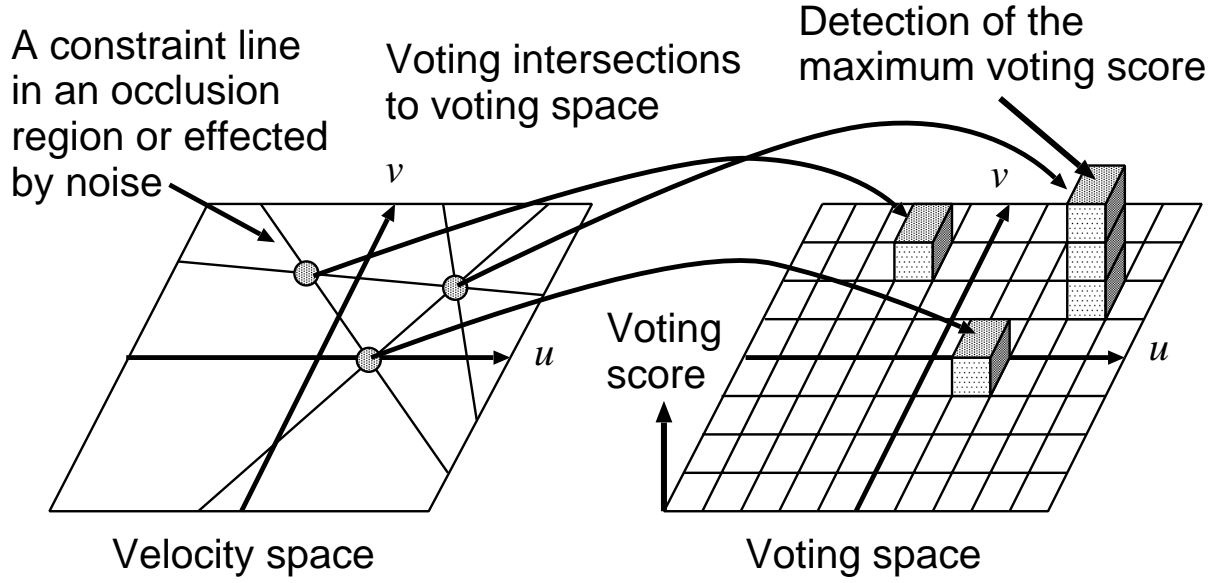 A constraint line
in an occlusion
region or effected
by noise
Voting intersections
to voting space
Detection of the
maximum voting score
v
u
Velocity space
v
u
Voting
score
Voting space